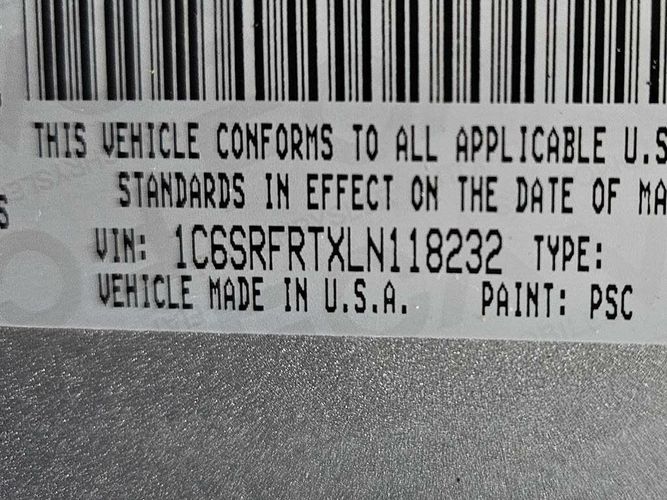 THIS VEHICLE CONFORMS TO ALL APPLICABLE U.S
STANDARDS IN EFFECT ON THE DATE OF MA
S
VIN: 1C6SRFRTXLN118232 TYPE:
VEHICLE MADE IN U.S.A. PAINT: PSC